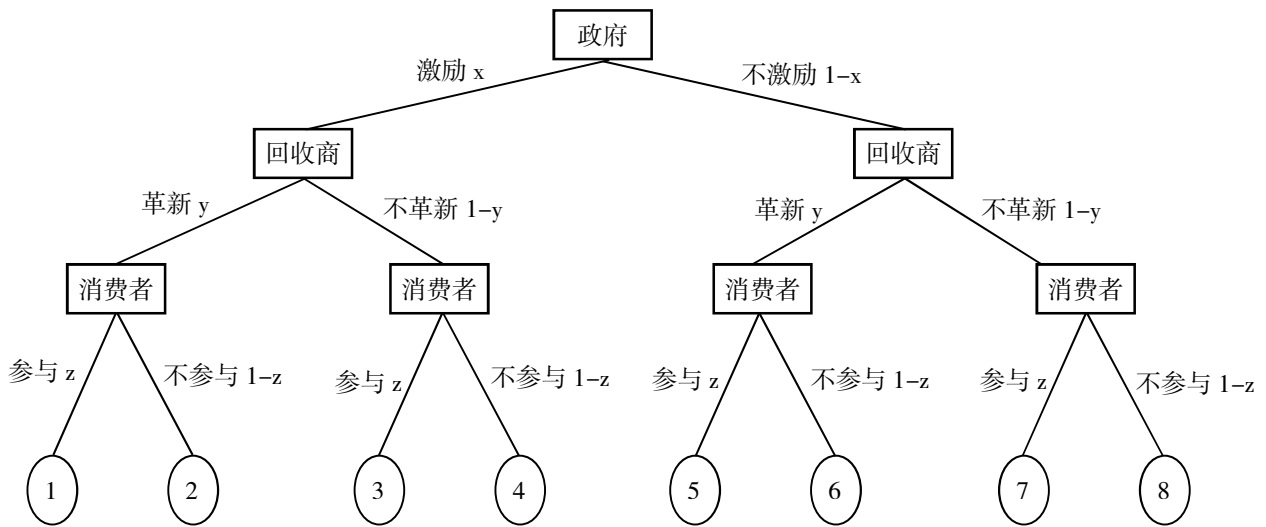 政府
激励 x
不激励 1-x
回收商
回收商
革新 y
不革新 1-y
革新 y
不革新 1-y
消费者
消费者
消费者
消费者
参与 z
不参与 1-z
参与 z
不参与 1-z
参与 z
不参与 1-z
参与 z
不参与 1-z
1
2
3
4
5
6
7
8